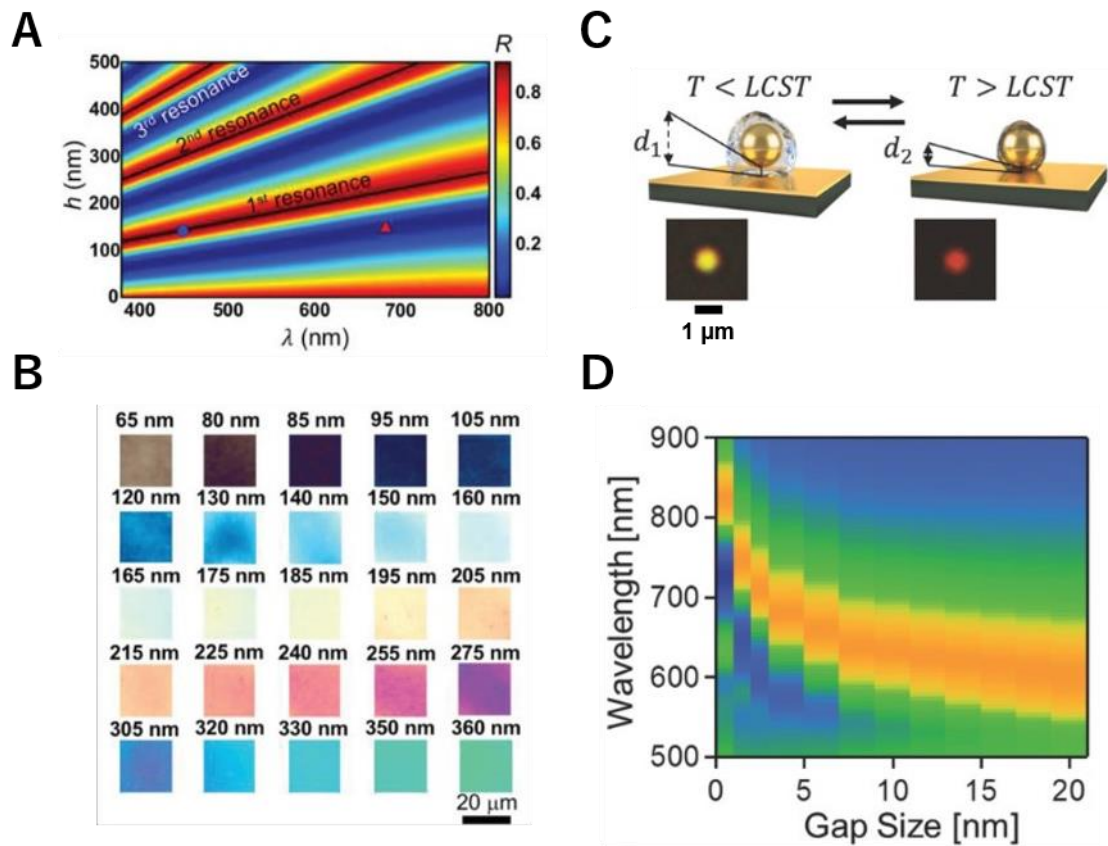 A
R
500
400
300
200
100
0
3rd resonance
2nd resonance
1st resonance
h (nm)
400 500 600 700 800
λ (nm)
0.8
0.6
0.4
0.2
B
65 nm 80 nm 85 nm 95 nm 105 nm
120 nm 130 nm 140 nm 150 nm 160 nm
165 nm 175 nm 185 nm 195 nm 205 nm
215 nm 225 nm 240 nm 255 nm 275 nm
305 nm 320 nm 330 nm 350 nm 360 nm
20 μm
C
T < LCST T > LCST
d1 d2
1 μm
D
900
800
700
600
500
Wavelength [nm]
0 5 10 15 20
Gap Size [nm]